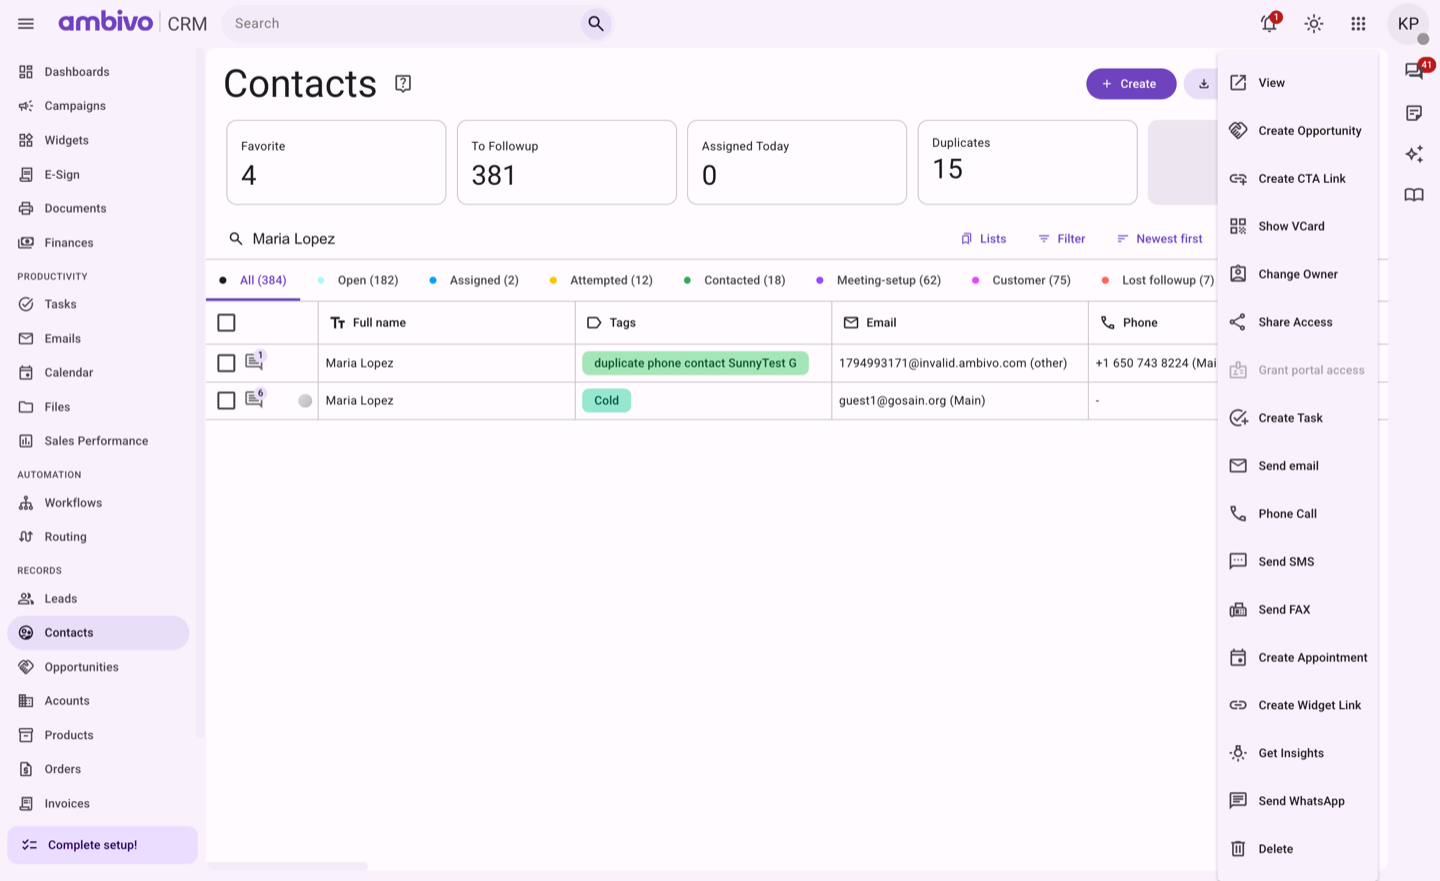 ambivo CRM
Search
1
KP
Dashboards
Campaigns
Widgets
E-Sign
Documents
Finances
PRODUCTIVITY
Tasks
Emails
Calendar
Files
Sales Performance
AUTOMATION
Workflows
Routing
RECORDS
Leads
Contacts
Opportunities
Acounts
Products
Orders
Invoices
Complete setup!
Contacts
+ Create
Favorite
4
To Followup
381
Assigned Today
0
Duplicates
15
Maria Lopez
Lists
Filter
Newest first
All (384) Open (182) Assigned (2) Attempted (12) Contacted (18) Meeting-setup (62) Customer (75) Lost followup (7)
Full name Tags Email Phone
1 Maria Lopez duplicate phone contact SunnyTest G 1794993171@invalid.ambivo.com (other) +1 650 743 8224 (Mai
6 Maria Lopez Cold guest1@gosain.org (Main) -
View
Create Opportunity
Create CTA Link
Show VCard
Change Owner
Share Access
Grant portal access
Create Task
Send email
Phone Call
Send SMS
Send FAX
Create Appointment
Create Widget Link
Get Insights
Send WhatsApp
Delete
41